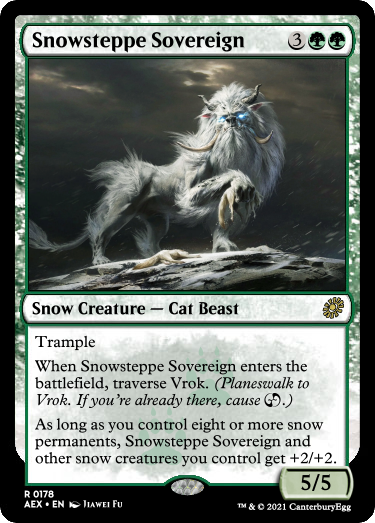 Snowsteppe Sovereign 3
Snow Creature — Cat Beast
Trample
When Snowsteppe Sovereign enters the
battlefield, traverse Vrok. (Planeswalk to
Vrok. If you're already there, cause .)
As long as you control eight or more snow
permanents, Snowsteppe Sovereign and
other snow creatures you control get +2/+2.
5/5
R 0178
AEX • EN Jiawei Fu
™ & © 2021 CanterburyEgg